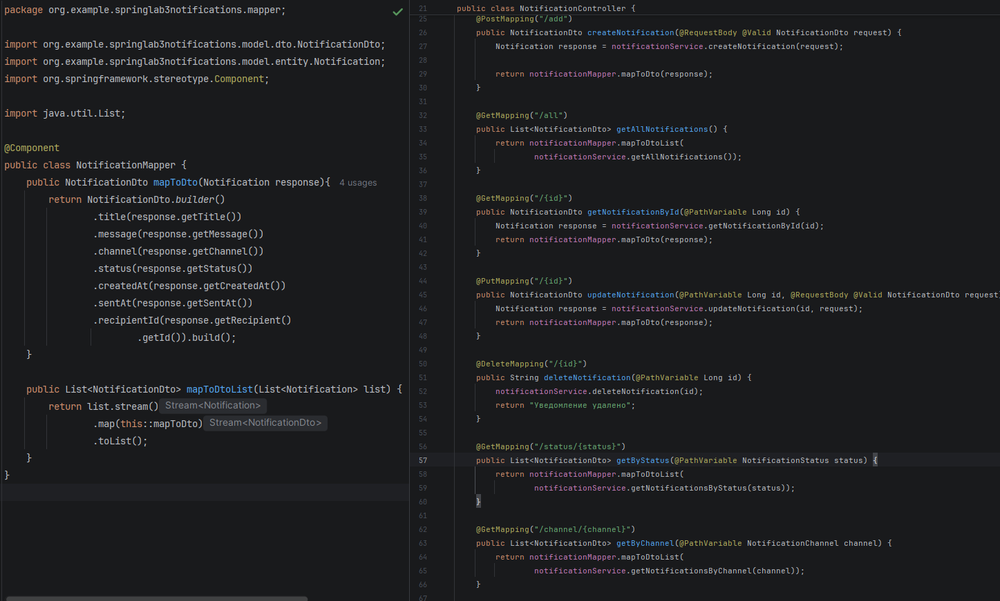 package org.example.springlab3notifications.mapper;
import org.example.springlab3notifications.model.dto.NotificationDto;
import org.example.springlab3notifications.model.entity.Notification;
import org.springframework.stereotype.Component;
import java.util.List;
@Component
public class NotificationMapper {
public NotificationDto mapToDto(Notification response){ 4 usages
return NotificationDto.builder()
.title(response.getTitle())
.message(response.getMessage())
.channel(response.getChannel())
.status(response.getStatus())
.createdAt(response.getCreatedAt())
.sentAt(response.getSentAt())
.recipientId(response.getRecipient()
.getId()).build();
}
public List<NotificationDto> mapToDtoList(List<Notification> list) {
return list.stream() Stream<Notification>
.map(this::mapToDto) Stream<NotificationDto>
.toList();
}
}
21 public class NotificationController {
25 @PostMapping("/add")
26 public NotificationDto createNotification(@RequestBody @Valid NotificationDto request) {
27 Notification response = notificationService.createNotification(request);
28
29 return notificationMapper.mapToDto(response);
30 }
31
32 @GetMapping("/all")
33 public List<NotificationDto> getAllNotifications() {
34 return notificationMapper.mapToDtoList(
35 notificationService.getAllNotifications());
36 }
37
38 @GetMapping("/{id}")
39 public NotificationDto getNotificationById(@PathVariable Long id) {
40 Notification response = notificationService.getNotificationById(id);
41 return notificationMapper.mapToDto(response);
42 }
43
44 @PutMapping("/{id}")
45 public NotificationDto updateNotification(@PathVariable Long id, @RequestBody @Valid NotificationDto request
46 Notification response = notificationService.updateNotification(id, request);
47 return notificationMapper.mapToDto(response);
48 }
49
50 @DeleteMapping("/{id}")
51 public String deleteNotification(@PathVariable Long id) {
52 notificationService.deleteNotification(id);
53 return "Уведомление удалено";
54 }
55
56 @GetMapping("/status/{status}")
57 public List<NotificationDto> getByStatus(@PathVariable NotificationStatus status) {
58 return notificationMapper.mapToDtoList(
59 notificationService.getNotificationsByStatus(status));
60 }
61
62 @GetMapping("/channel/{channel}")
63 public List<NotificationDto> getByChannel(@PathVariable NotificationChannel channel) {
64 return notificationMapper.mapToDtoList(
65 notificationService.getNotificationsByChannel(channel));
66 }
67